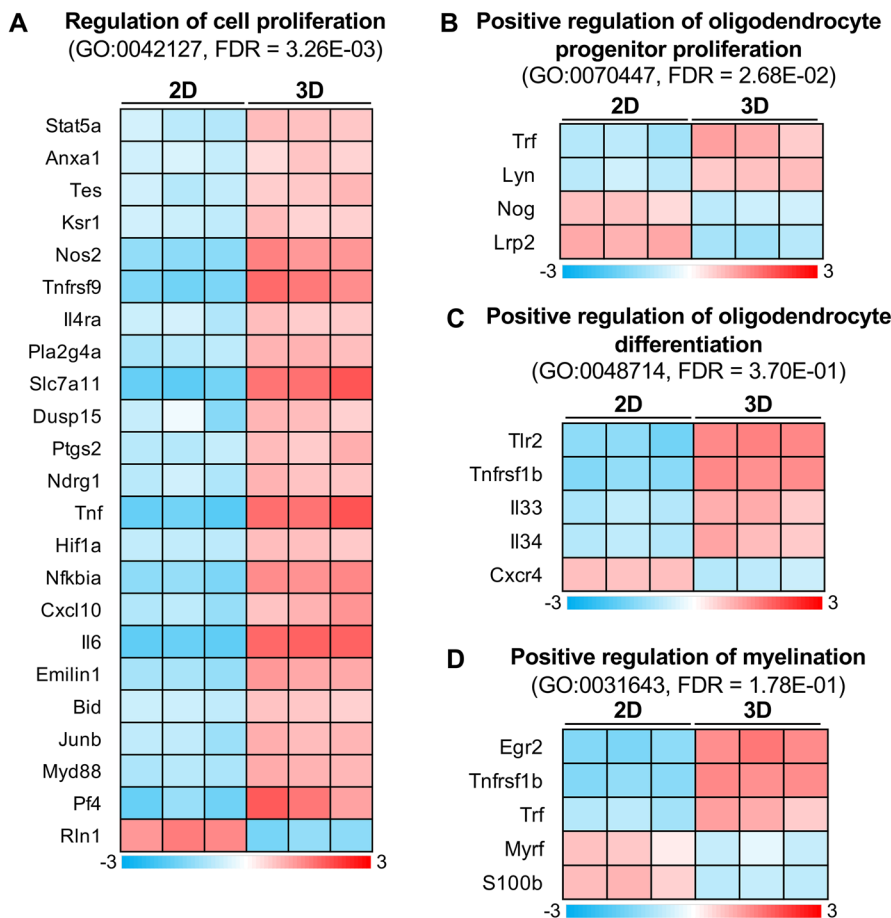 A
Regulation of cell proliferation
(GO:0042127, FDR = 3.26E-03)
2D 3D
Stat5a
Anxa1
Tes
Ksr1
Nos2
Tnfrsf9
Il4ra
Pla2g4a
Slc7a11
Dusp15
Ptgs2
Ndrg1
Tnf
Hif1a
Nfkbia
Cxcl10
Il6
Emilin1
Bid
Junb
Myd88
Pf4
Rln1
-3 3
B
Positive regulation of oligodendrocyte
progenitor proliferation
(GO:0070447, FDR = 2.68E-02)
2D 3D
Trf
Lyn
Nog
Lrp2
-3 3
C
Positive regulation of oligodendrocyte
differentiation
(GO:0048714, FDR = 3.70E-01)
2D 3D
Tlr2
Tnfrsf1b
Il33
Il34
Cxcr4
-3 3
D
Positive regulation of myelination
(GO:0031643, FDR = 1.78E-01)
2D 3D
Egr2
Tnfrsf1b
Trf
Myrf
S100b
-3 3